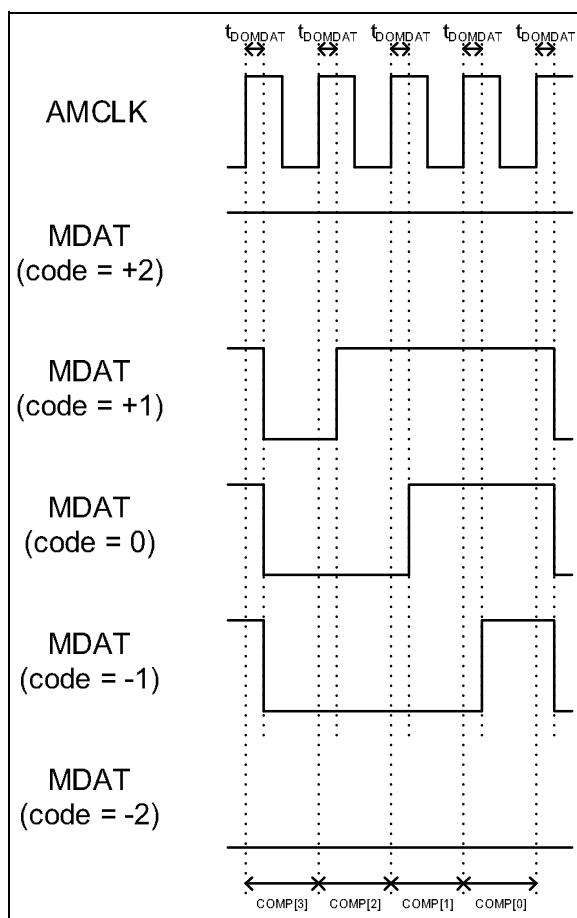 tDOMDAT tDOMDAT tDOMDAT tDOMDAT tDOMDAT
AMCLK
MDAT
(code = +2)
MDAT
(code = +1)
MDAT
(code = 0)
MDAT
(code = -1)
MDAT
(code = -2)
COMP[3] COMP[2] COMP[1] COMP[0]